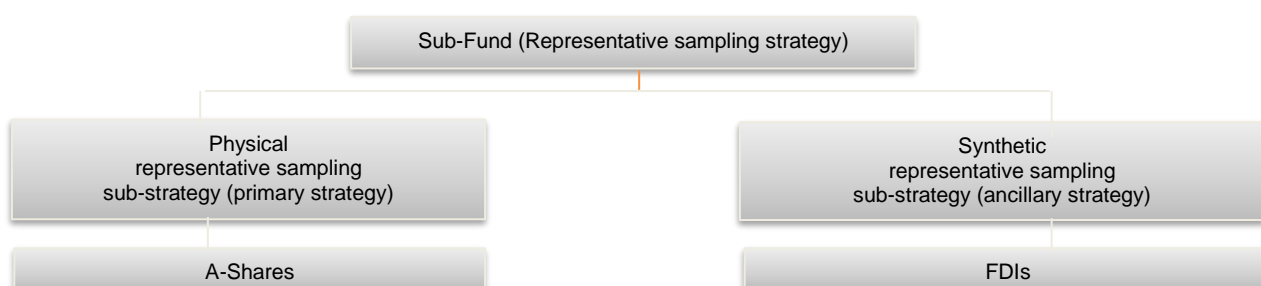 Sub-Fund (Representative sampling strategy)
Physical
representative sampling
sub-strategy (primary strategy)
Synthetic
representative sampling
sub-strategy (ancillary strategy)
A-Shares
FDIs